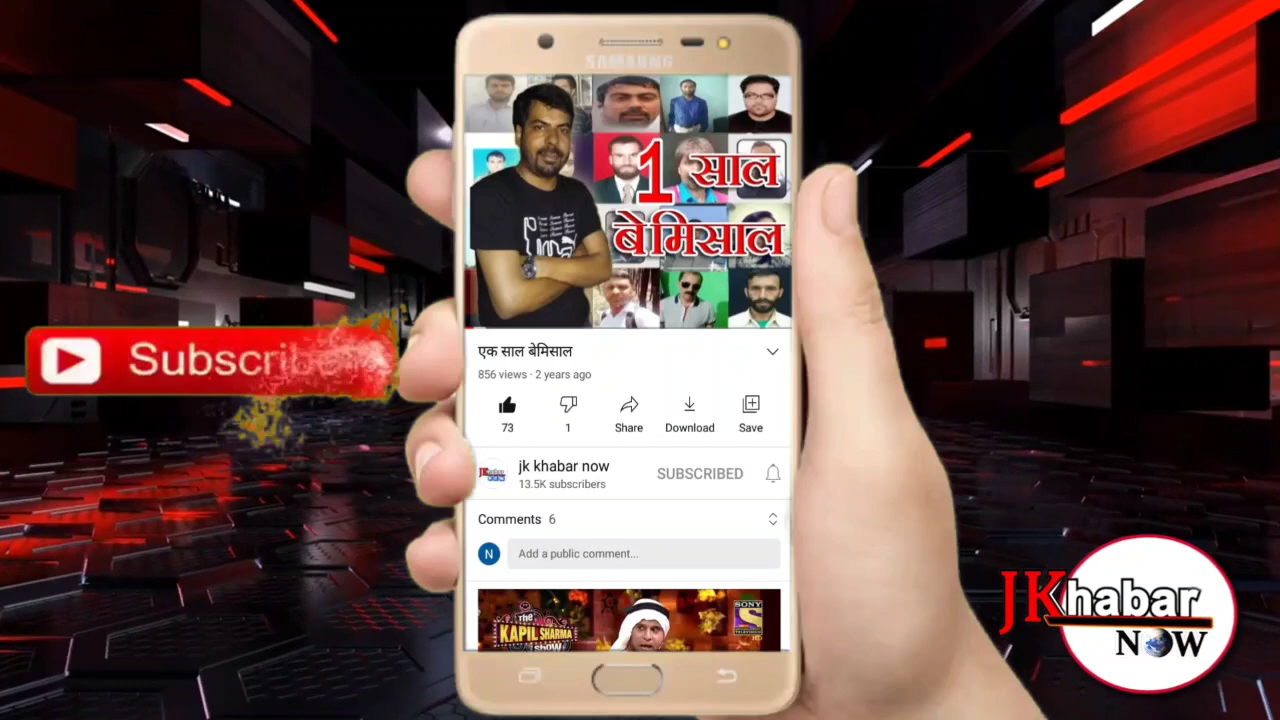 SAMSUNG
1 साल
बेमिसाल
एक साल बेमिसाल
856 views · 2 years ago
73
1
Share
Download
Save
jk khabar now
13.5K subscribers
SUBSCRIBED
Comments 6
N
Add a public comment...
The
KAPIL SHARMA
Show
SONY
JKhabar
NOW